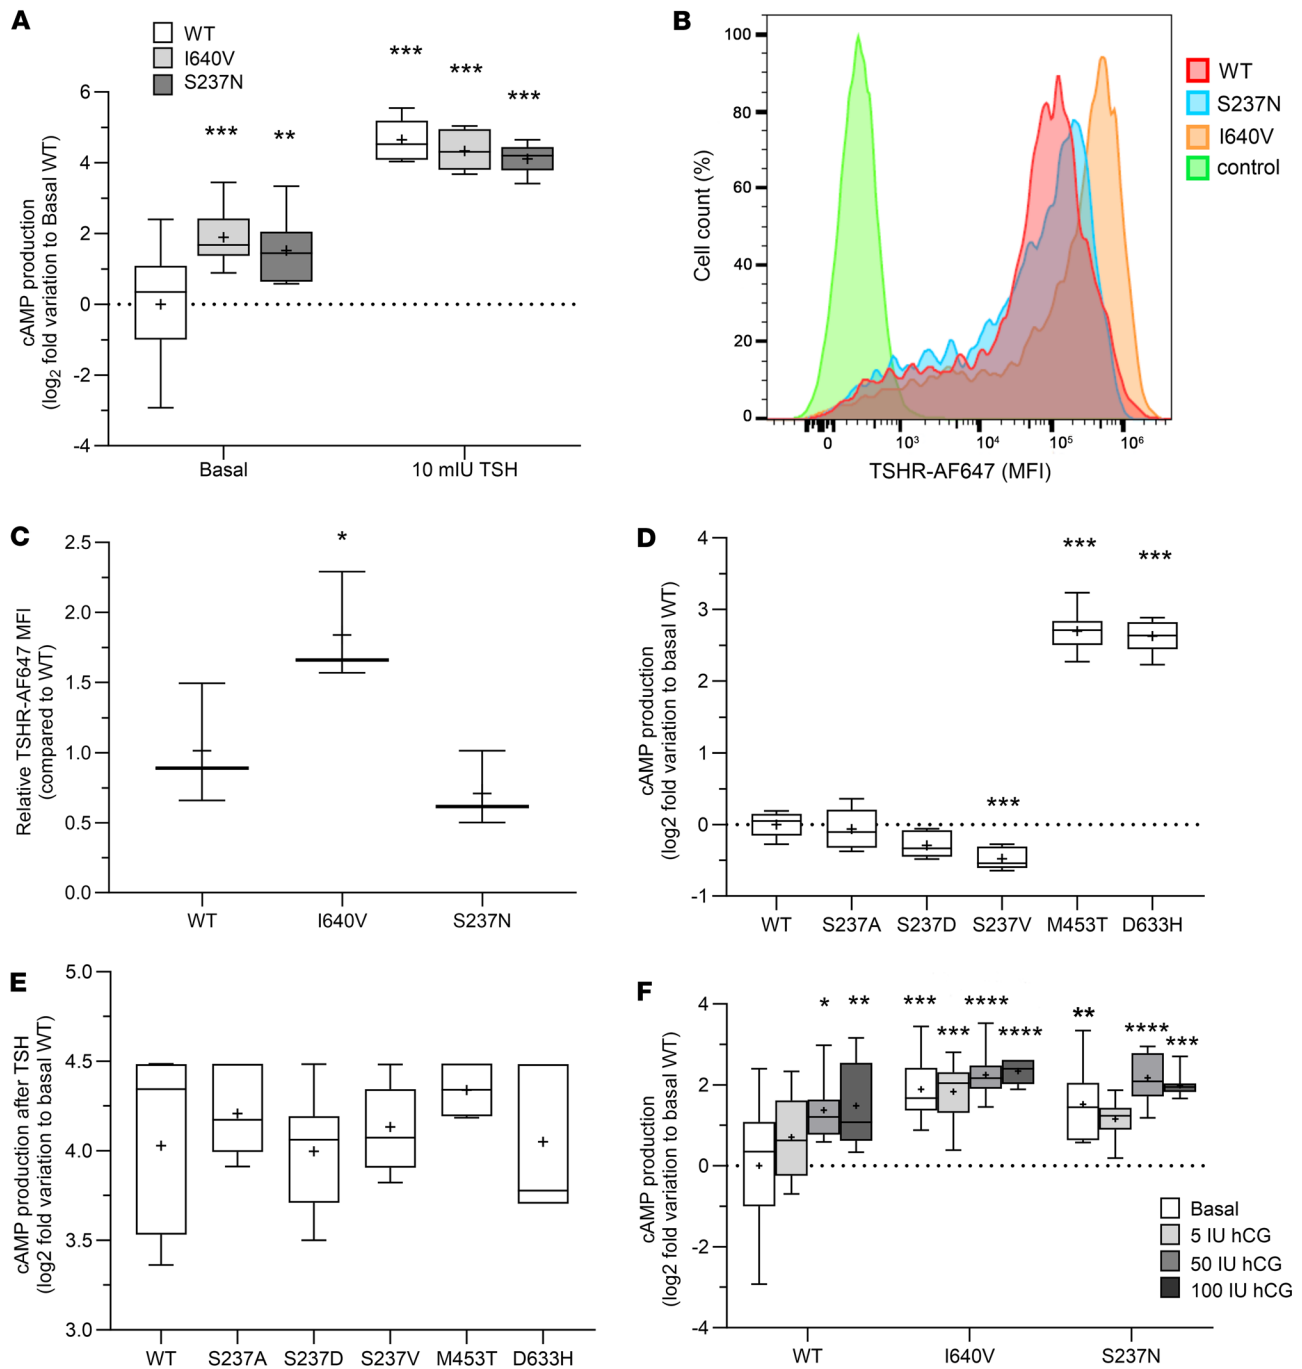 A
WT
I640V
S237N
*** ** *** *** ***
cAMP production
(log2 fold variation to Basal WT)
6
4
2
0
-2
-4
Basal 10 mIU TSH
B
Cell count (%)
100
80
60
40
20
0
0 10³ 10⁴ 10⁵ 10⁶
TSHR-AF647 (MFI)
WT
S237N
I640V
control
C
Relative TSHR-AF647 MFI
(compared to WT)
2.5
2.0
1.5
1.0
0.5
0.0
*
WT I640V S237N
D
cAMP production
(log2 fold variation to basal WT)
4
3
2
1
0
-1
*** *** ***
WT S237A S237D S237V M453T D633H
E
cAMP production after TSH
(log2 fold variation to basal WT)
5.0
4.5
4.0
3.5
3.0
WT S237A S237D S237V M453T D633H
F
cAMP production
(log2 fold variation to basal WT)
4
2
0
-2
-4
* ** *** *** **** **** ** **** ***
Basal
5 IU hCG
50 IU hCG
100 IU hCG
WT I640V S237N